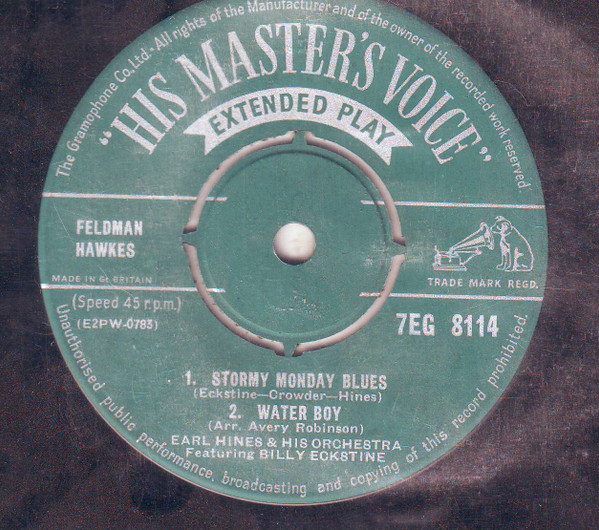 The Gramophone Co. Ltd. · All rights of the Manufacturer and of the owner of the recorded work reserved.
"HIS MASTER'S VOICE"
EXTENDED PLAY
FELDMAN
HAWKES
MADE IN Gt. BRITAIN
TRADE MARK REGD.
(Speed 45 r.p.m.)
(E2PW-0783)
7EG 8114
1. STORMY MONDAY BLUES
(Eckstine—Crowder—Hines)
2. WATER BOY
(Arr. Avery Robinson)
EARL HINES & HIS ORCHESTRA
Featuring BILLY ECKSTINE
Unauthorised public performance, broadcasting and copying of this record prohibited.